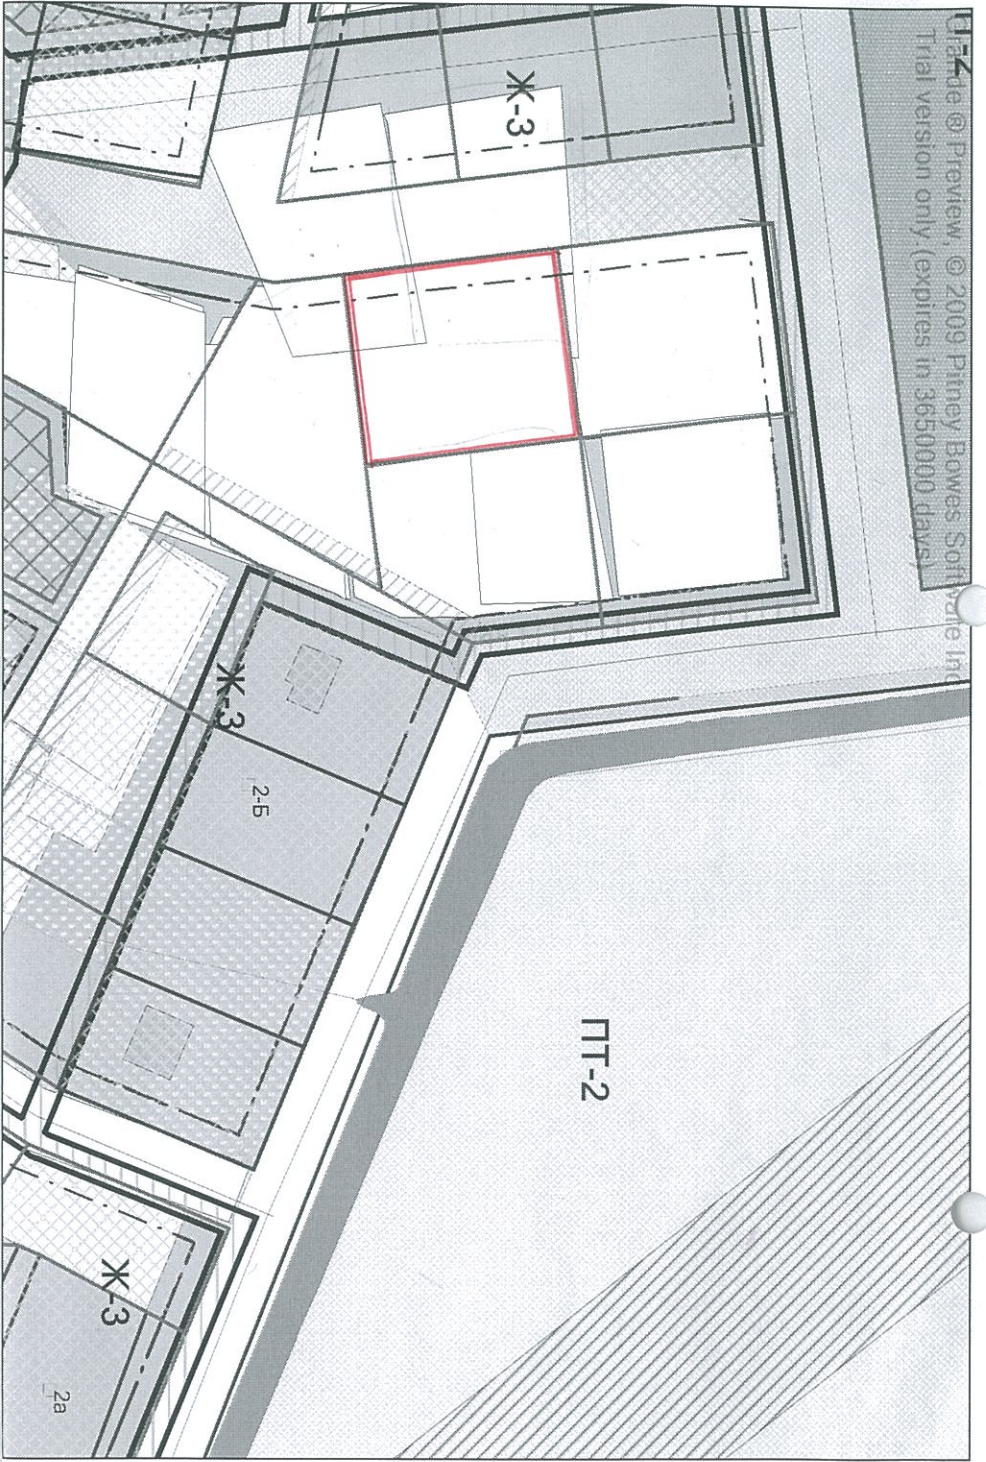 Grande® Preview, © 2009 Pitney Bowes Software Inc
Trial version only.(expires in 3650000 days)
Ж-3
Ж-3
2-Б
ПТ-2
Ж-3
2а